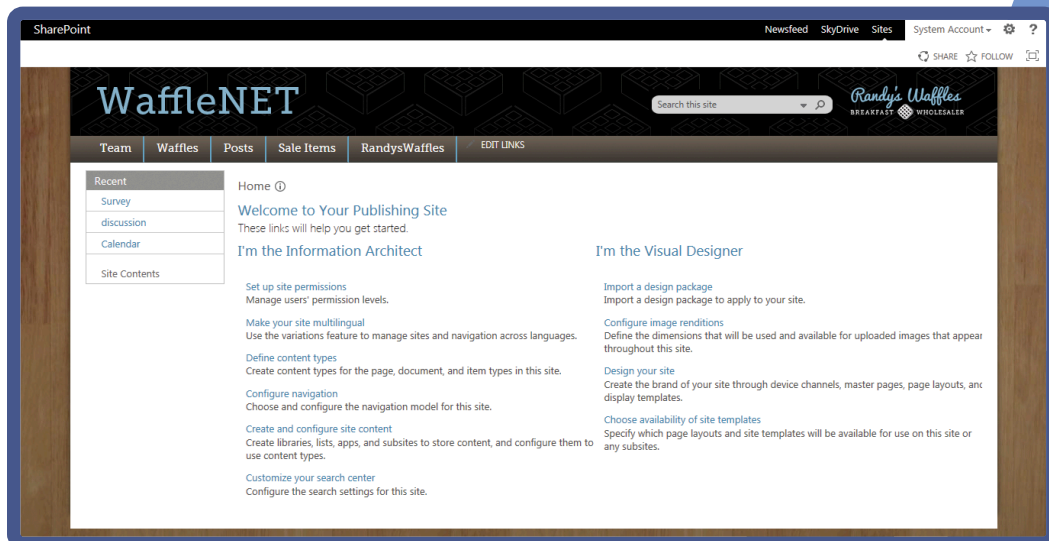 SharePoint
Newsfeed SkyDrive Sites System Account ?
SHARE FOLLOW
WaffleNET
Search this site
Randy's Waffles
BREAKFAST WHOLESALER
Team Waffles Posts Sale Items RandysWaffles EDIT LINKS
Recent
Survey
discussion
Calendar
Site Contents
Home
Welcome to Your Publishing Site
These links will help you get started.
I'm the Information Architect
Set up site permissions
Manage users' permission levels.
Make your site multilingual
Use the variations feature to manage sites and navigation across languages.
Define content types
Create content types for the page, document, and item types in this site.
Configure navigation
Choose and configure the navigation model for this site.
Create and configure site content
Create libraries, lists, apps, and subsites to store content, and configure them to
use content types.
Customize your search center
Configure the search settings for this site.
I'm the Visual Designer
Import a design package
Import a design package to apply to your site.
Configure image renditions
Define the dimensions that will be used and available for uploaded images that appear
throughout this site.
Design your site
Create the brand of your site through device channels, master pages, page layouts, and
display templates.
Choose availability of site templates
Specify which page layouts and site templates will be available for use on this site or
any subsites.